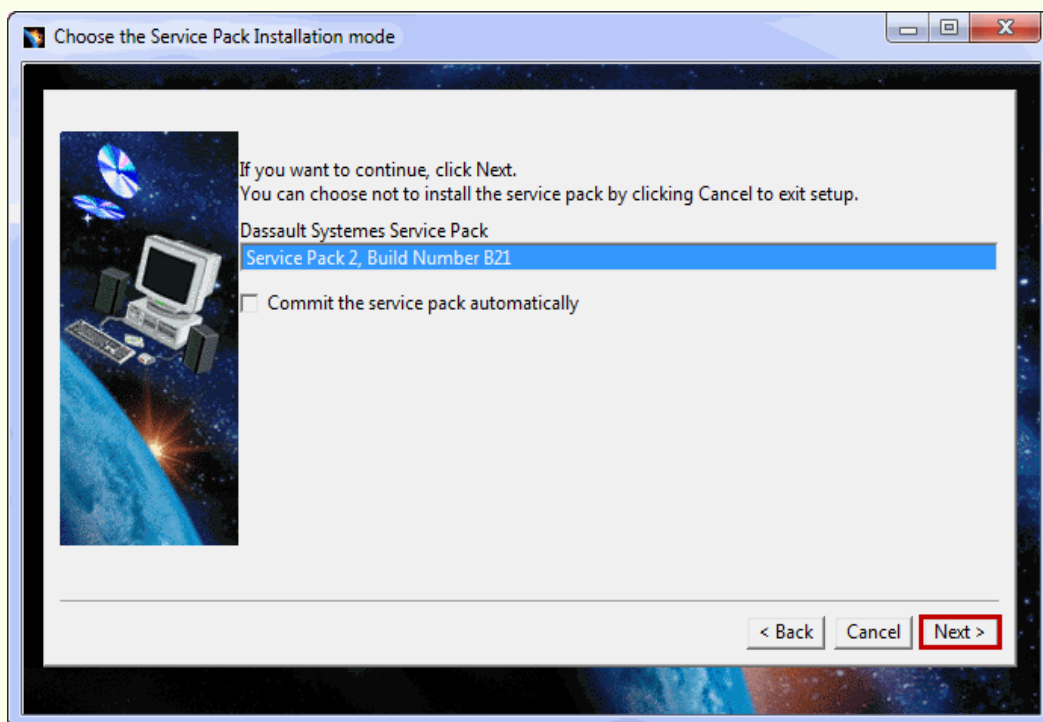 Choose the Service Pack Installation mode
If you want to continue, click Next.
You can choose not to install the service pack by clicking Cancel to exit setup.
Dassault Systemes Service Pack
Service Pack 2, Build Number B21
Commit the service pack automatically
< Back Cancel Next >